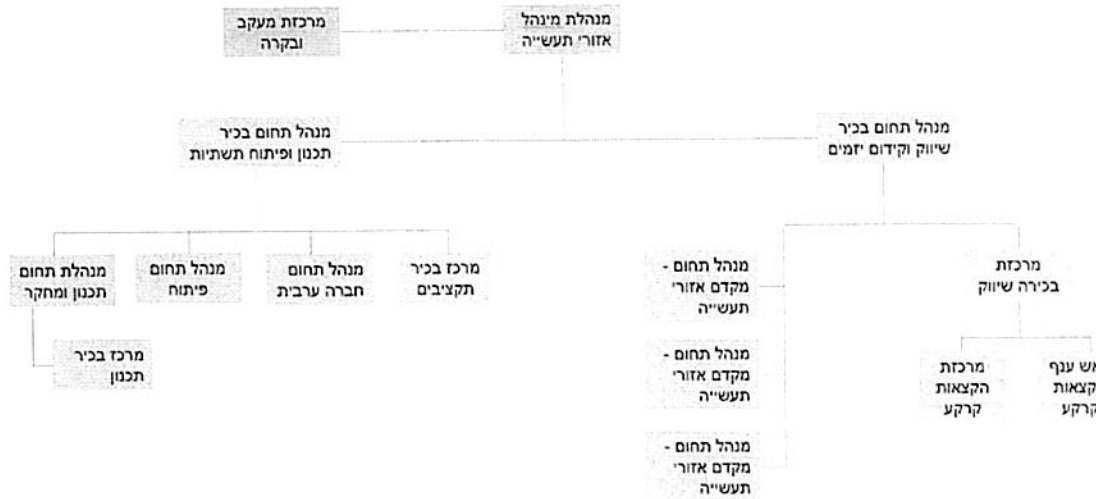 מנהלת מינהל
אזורי תעשייה
מרכזת מעקב
ובקרה
מנהל תחום בכיר
שיווק וקידום יזמים
מנהל תחום בכיר
תכנון ופיתוח תשתיות
מרכזת
בכירה שיווק
מנהל תחום -
מקדם אזורי
תעשייה
מרכז בכיר
תקציבים
מנהל תחום
חברה ערבית
מנהל תחום
פיתוח
מנהלת תחום
תכנון ומחקר
אש ענף
קצאות
קרקע
מרכזת
הקצאות
קרקע
מנהל תחום -
מקדם אזורי
תעשייה
מרכז בכיר
תכנון
מנהל תחום -
מקדם אזורי
תעשייה